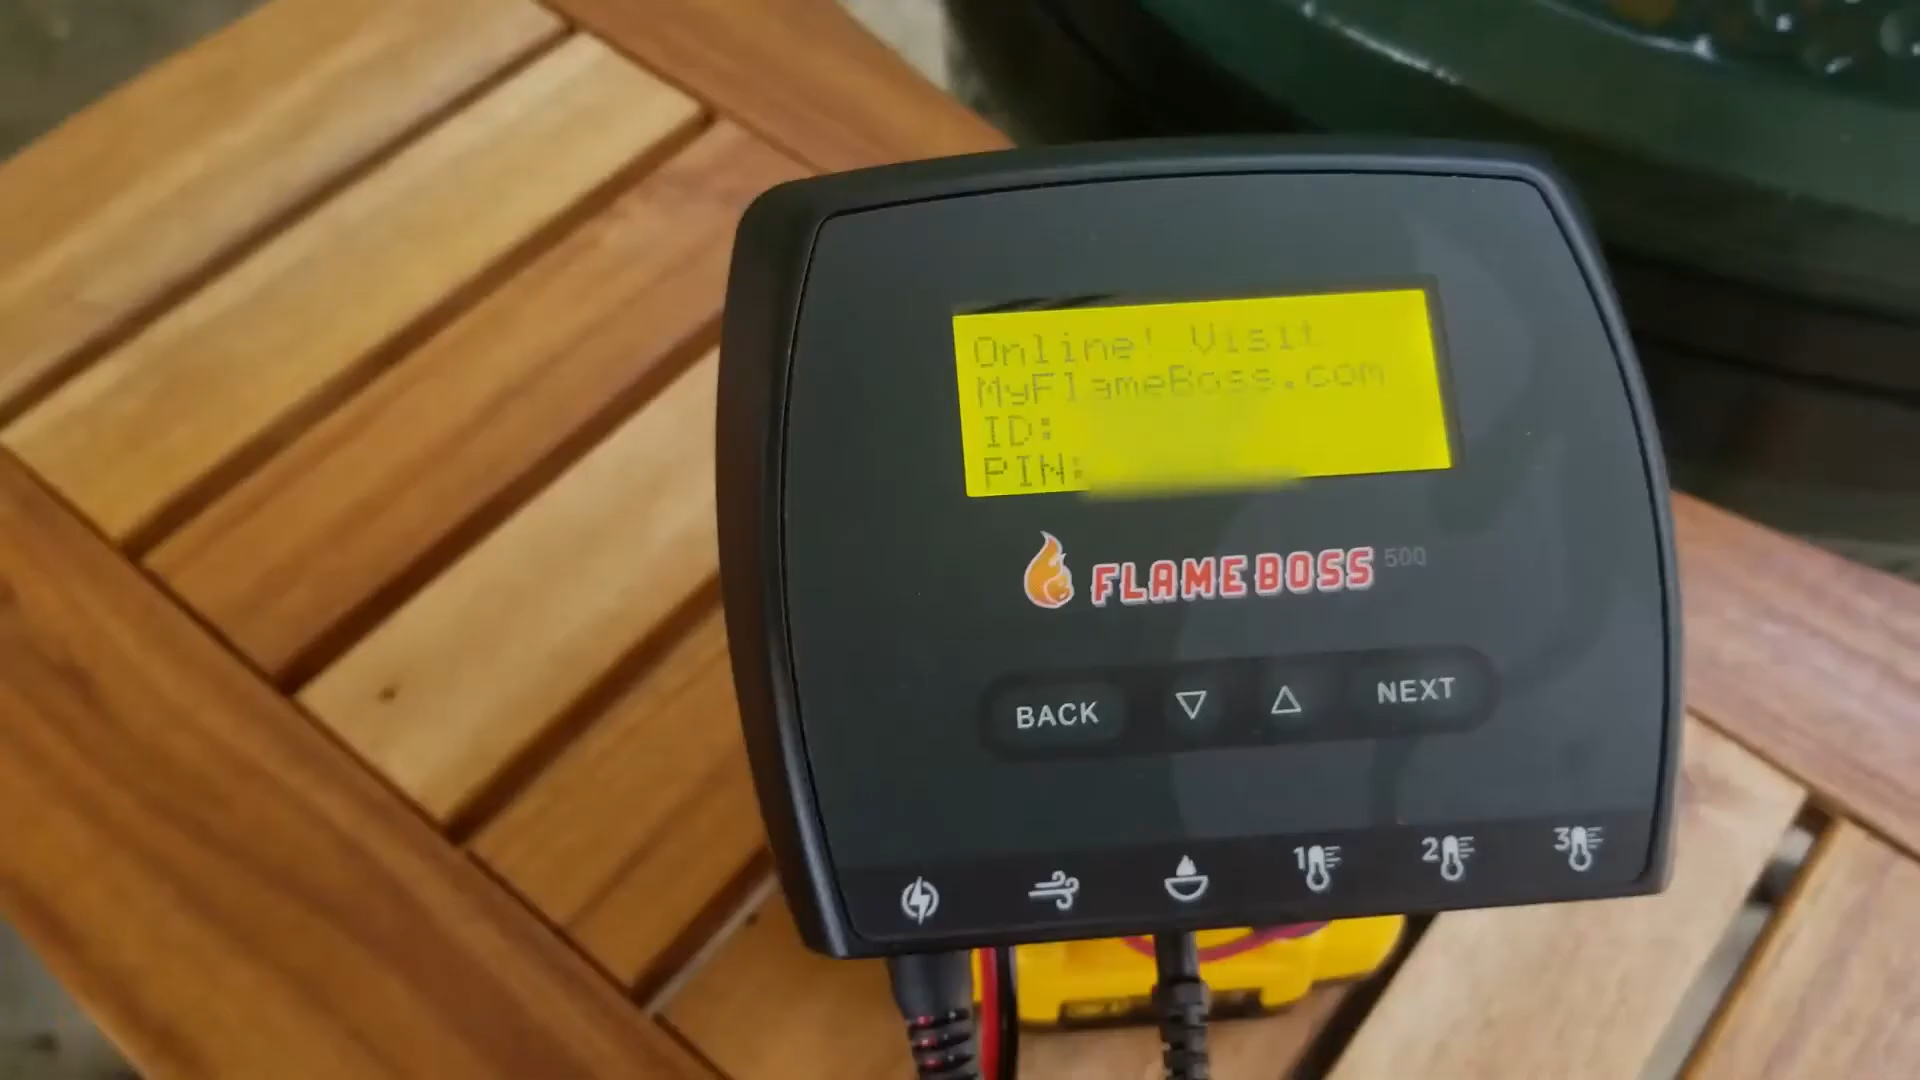 Online! Visit
MyFlameBoss.com
ID:
PIN:
FLAME BOSS 500
BACK NEXT
1 2 3